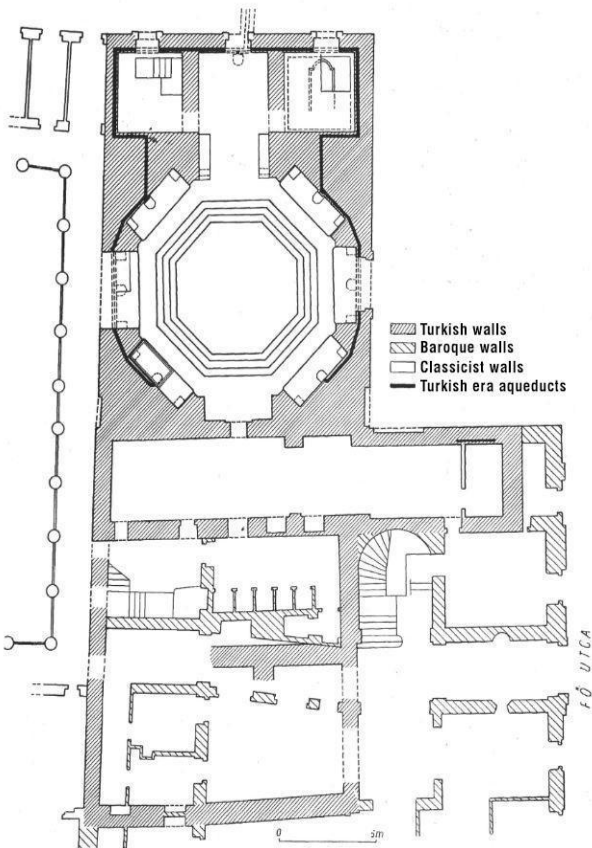 Turkish walls
Baroque walls
Classicist walls
Turkish era aqueducts
FŐ UTCA
0 5m